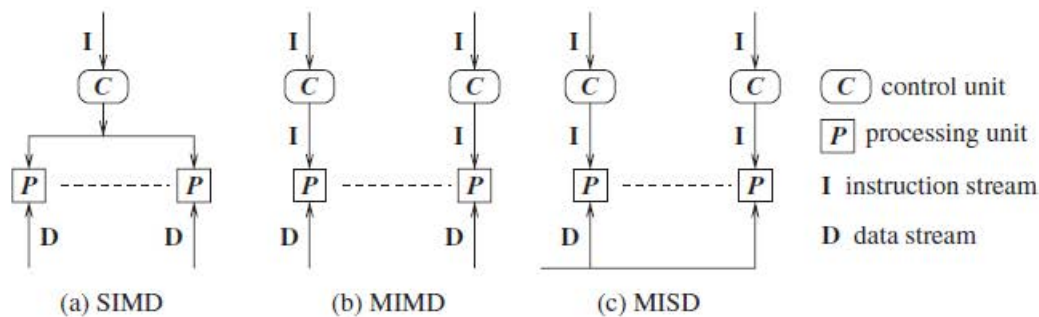 I I I I I
C C C C C C control unit
I I I I
P processing unit
P P P P P P
I instruction stream
D D D D D
D data stream
(a) SIMD (b) MIMD (c) MISD